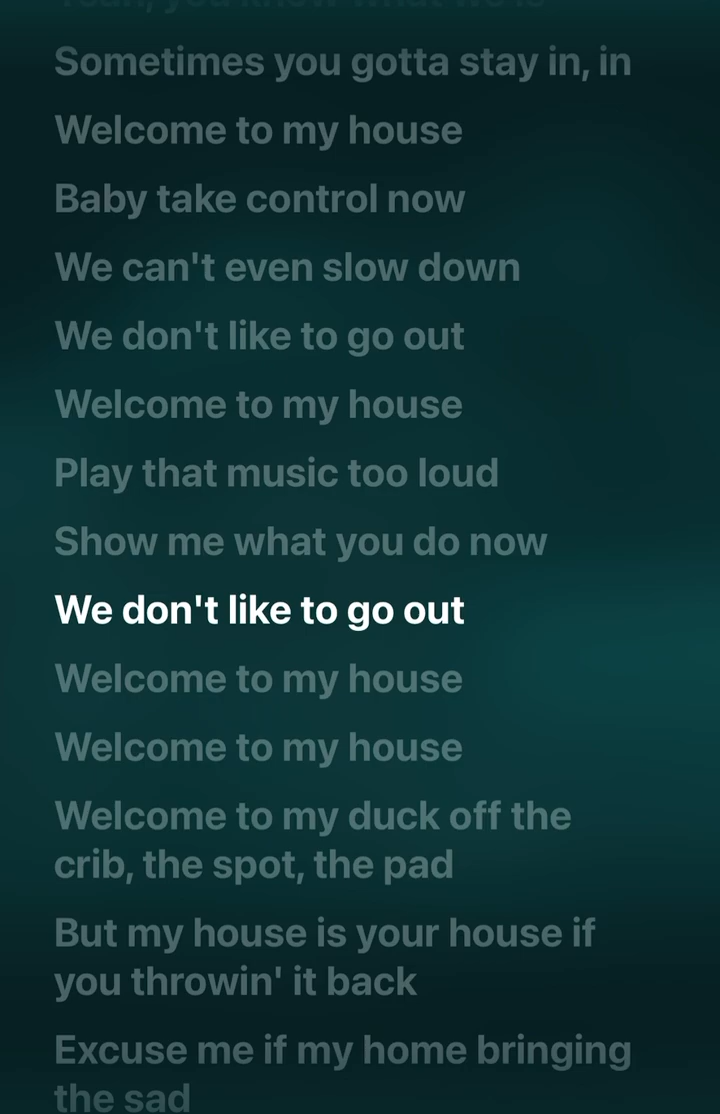 Sometimes you gotta stay in, in
Welcome to my house
Baby take control now
We can't even slow down
We don't like to go out
Welcome to my house
Play that music too loud
Show me what you do now
We don't like to go out
Welcome to my house
Welcome to my house
Welcome to my duck off the
crib, the spot, the pad
But my house is your house if
you throwin' it back
Excuse me if my home bringing
the sad